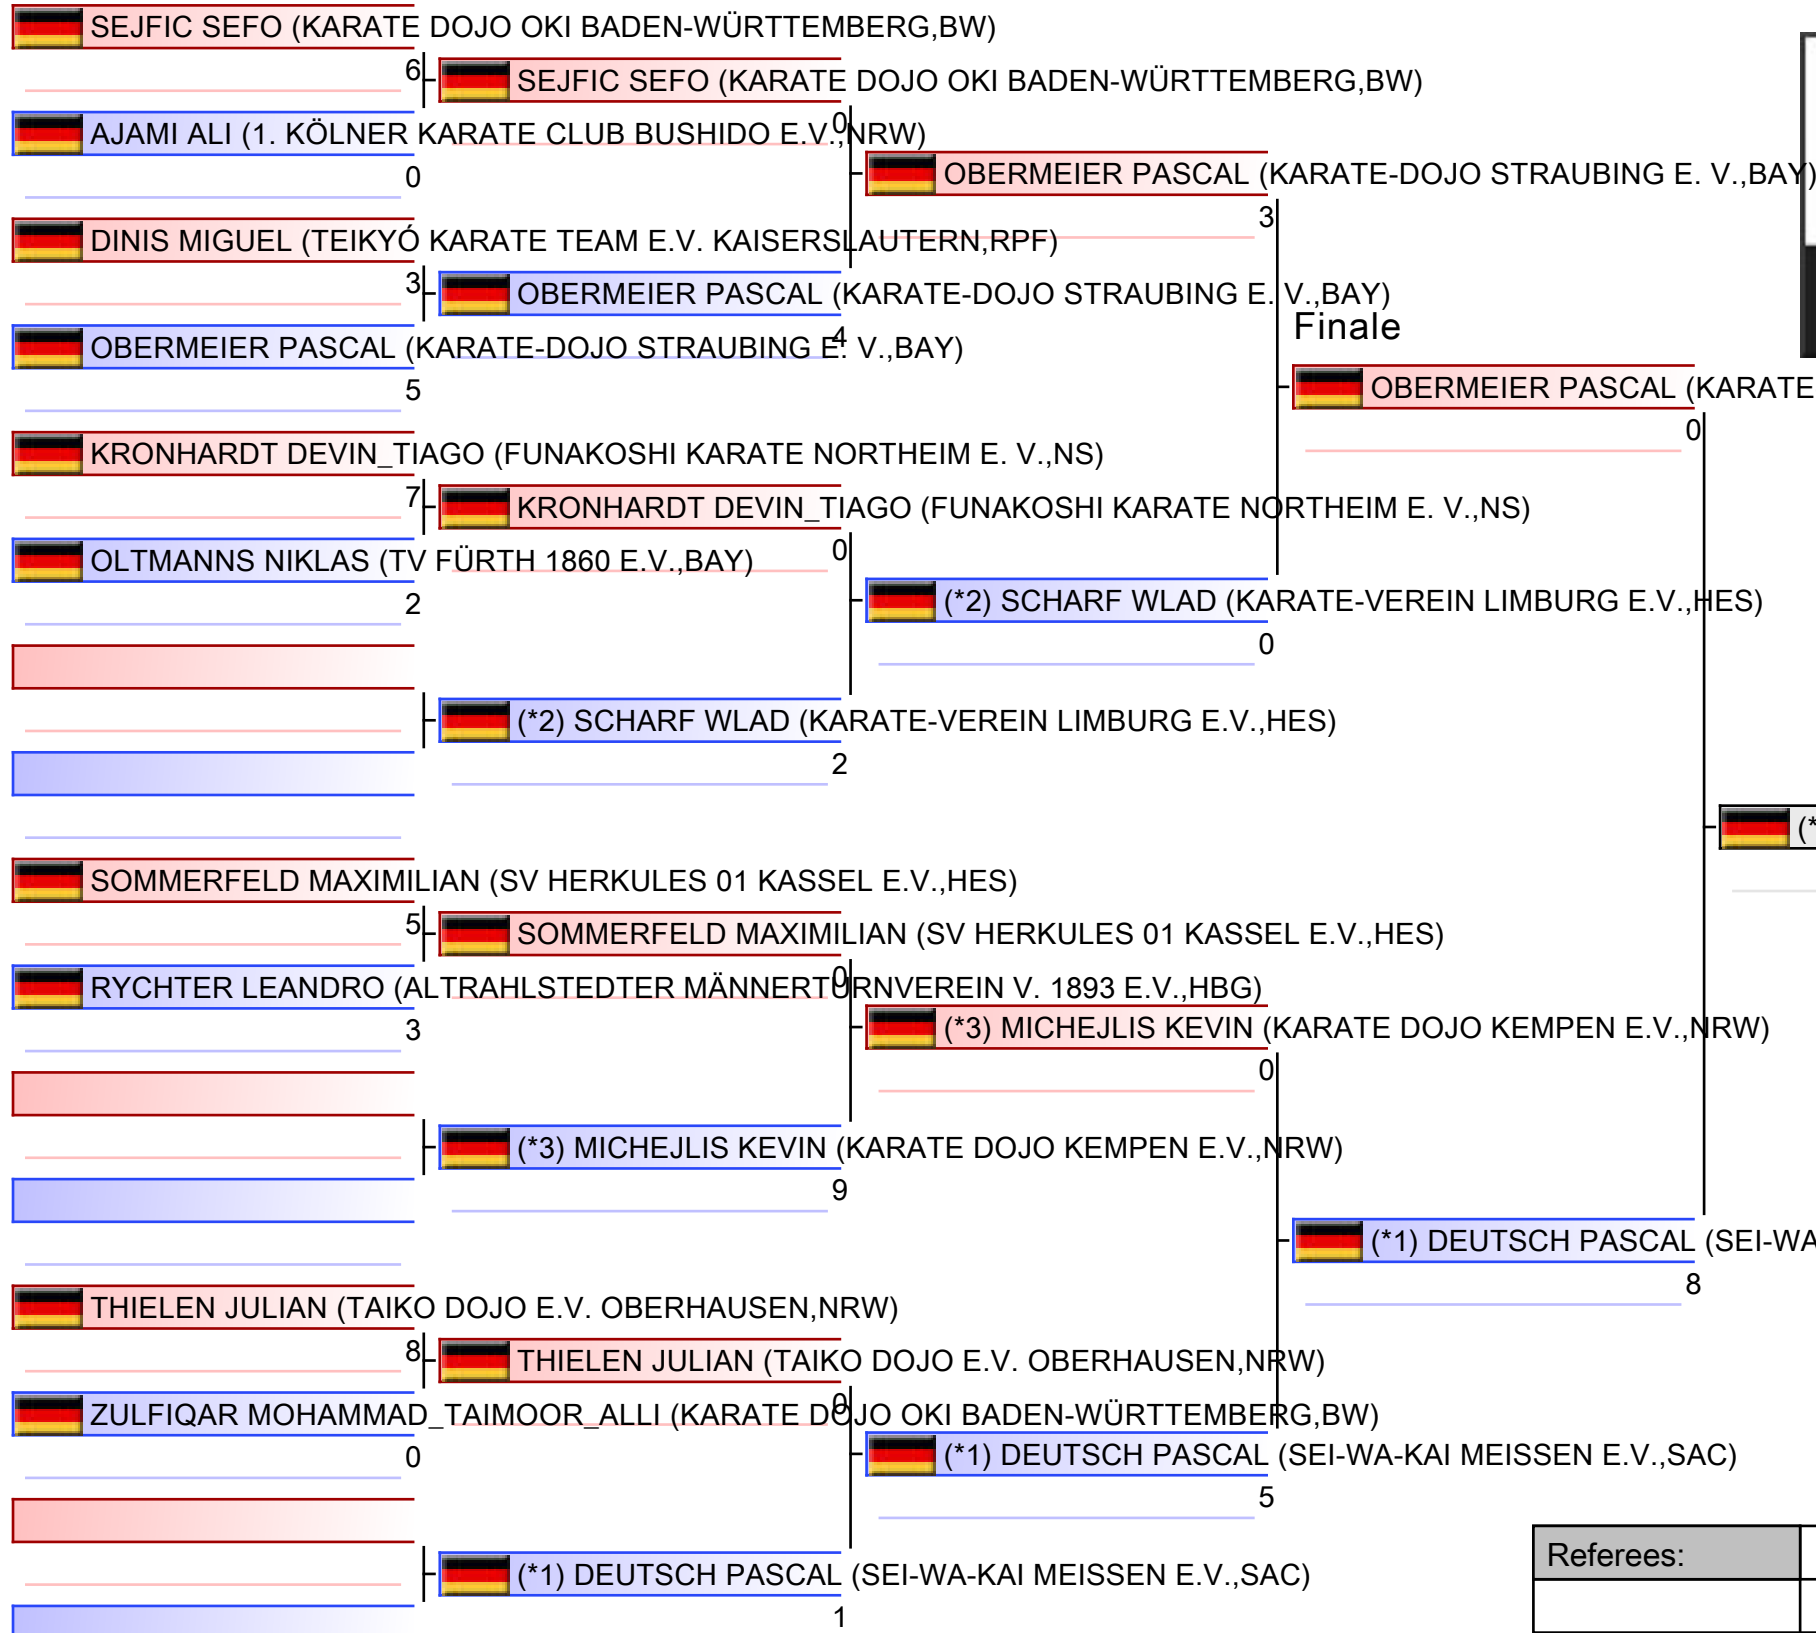 SEJFIC SEFO (KARATE DOJO OKI BADEN-WÜRTTEMBERG,BW)
6
SEJFIC SEFO (KARATE DOJO OKI BADEN-WÜRTTEMBERG,BW)
0
AJAMI ALI (1. KÖLNER KARATE CLUB BUSHIDO E.V.,NRW)
0
OBERMEIER PASCAL (KARATE-DOJO STRAUBING E. V.,BAY)
3
DINIS MIGUEL (TEIKYÓ KARATE TEAM E.V. KAISERSLAUTERN,RPF)
3
OBERMEIER PASCAL (KARATE-DOJO STRAUBING E. V.,BAY)
4
Finale
OBERMEIER PASCAL (KARATE-DOJO STRAUBING E. V.,BAY)
5
OBERMEIER PASCAL (KARATE
0
KRONHARDT DEVIN_TIAGO (FUNAKOSHI KARATE NORTHEIM E. V.,NS)
7
KRONHARDT DEVIN_TIAGO (FUNAKOSHI KARATE NORTHEIM E. V.,NS)
0
OLTMANNS NIKLAS (TV FÜRTH 1860 E.V.,BAY)
2
(*2) SCHARF WLAD (KARATE-VEREIN LIMBURG E.V.,HES)
0
(*2) SCHARF WLAD (KARATE-VEREIN LIMBURG E.V.,HES)
2
(*
SOMMERFELD MAXIMILIAN (SV HERKULES 01 KASSEL E.V.,HES)
5
SOMMERFELD MAXIMILIAN (SV HERKULES 01 KASSEL E.V.,HES)
0
RYCHTER LEANDRO (ALTRAHLSTEDTER MÄNNERTURNVEREIN V. 1893 E.V.,HBG)
3
(*3) MICHEJLIS KEVIN (KARATE DOJO KEMPEN E.V.,NRW)
0
(*3) MICHEJLIS KEVIN (KARATE DOJO KEMPEN E.V.,NRW)
9
(*1) DEUTSCH PASCAL (SEI-WA
8
THIELEN JULIAN (TAIKO DOJO E.V. OBERHAUSEN,NRW)
8
THIELEN JULIAN (TAIKO DOJO E.V. OBERHAUSEN,NRW)
0
ZULFIQAR MOHAMMAD_TAIMOOR_ALLI (KARATE DOJO OKI BADEN-WÜRTTEMBERG,BW)
0
(*1) DEUTSCH PASCAL (SEI-WA-KAI MEISSEN E.V.,SAC)
5
Referees:
(*1) DEUTSCH PASCAL (SEI-WA-KAI MEISSEN E.V.,SAC)
1